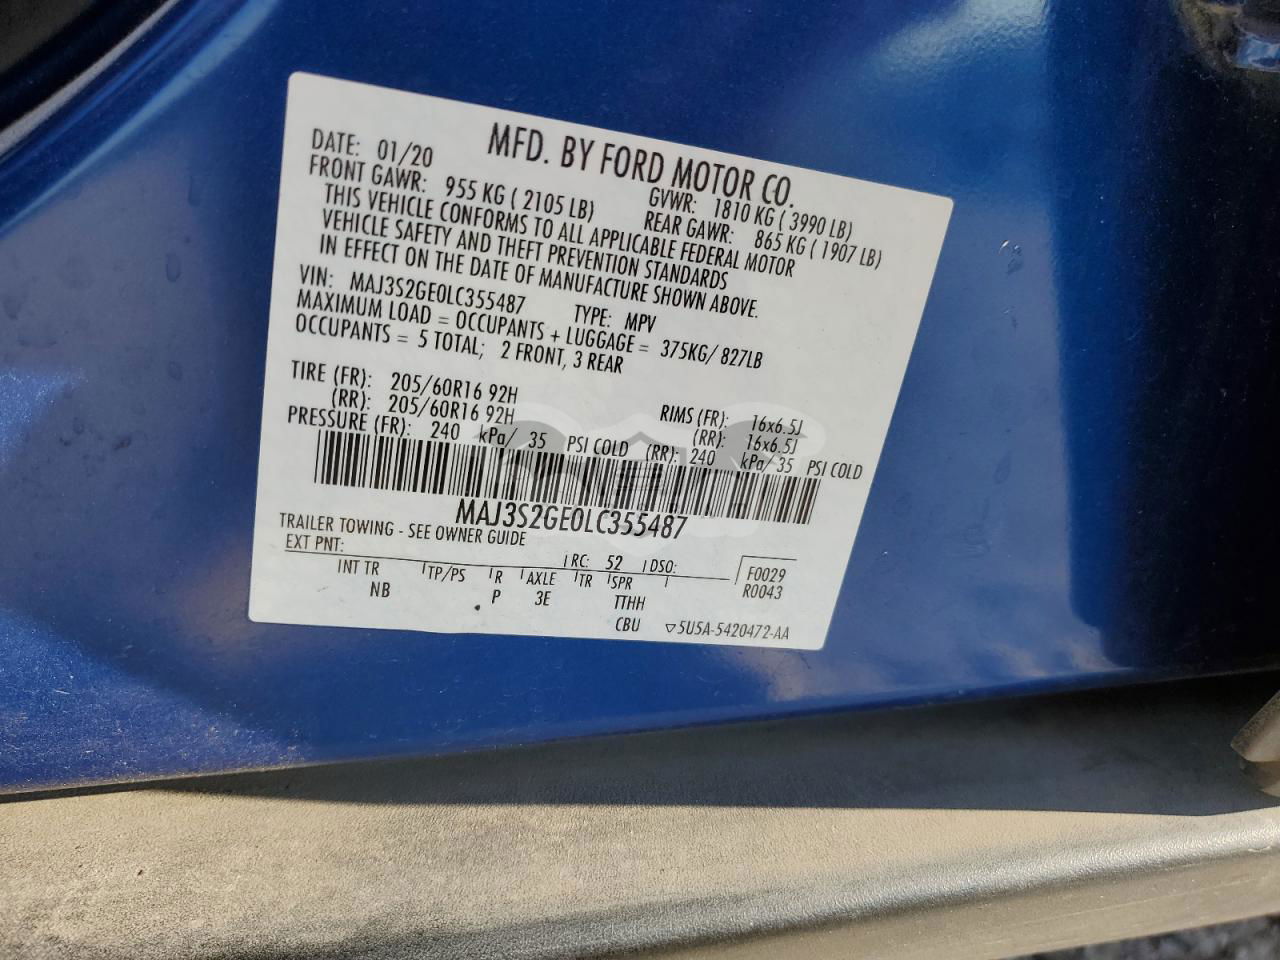 MFD. BY FORD MOTOR CO.
DATE: 01/20 GVWR: 1810 KG ( 3990 LB)
FRONT GAWR: 955 KG ( 2105 LB) REAR GAWR: 865 KG ( 1907 LB)
THIS VEHICLE CONFORMS TO ALL APPLICABLE FEDERAL MOTOR
VEHICLE SAFETY AND THEFT PREVENTION STANDARDS
IN EFFECT ON THE DATE OF MANUFACTURE SHOWN ABOVE.
VIN: MAJ3S2GE0LC355487 TYPE: MPV
MAXIMUM LOAD = OCCUPANTS + LUGGAGE = 375KG/ 827LB
OCCUPANTS = 5 TOTAL; 2 FRONT, 3 REAR
TIRE (FR): 205/60R16 92H RIMS (FR): 16x6.5J
(RR): 205/60R16 92H (RR): 16x6.5J
PRESSURE (FR): 240 kPa/ 35 PSI COLD (RR): 240 kPa/ 35 PSI COLD
MAJ3S2GE0LC355487
TRAILER TOWING - SEE OWNER GUIDE
EXT PNT: RC: 52 DSO: F0029
INT TR TP/PS R AXLE TR SPR R0043
NB P 3E TTHH
CBU ▽5U5A-5420472-AA